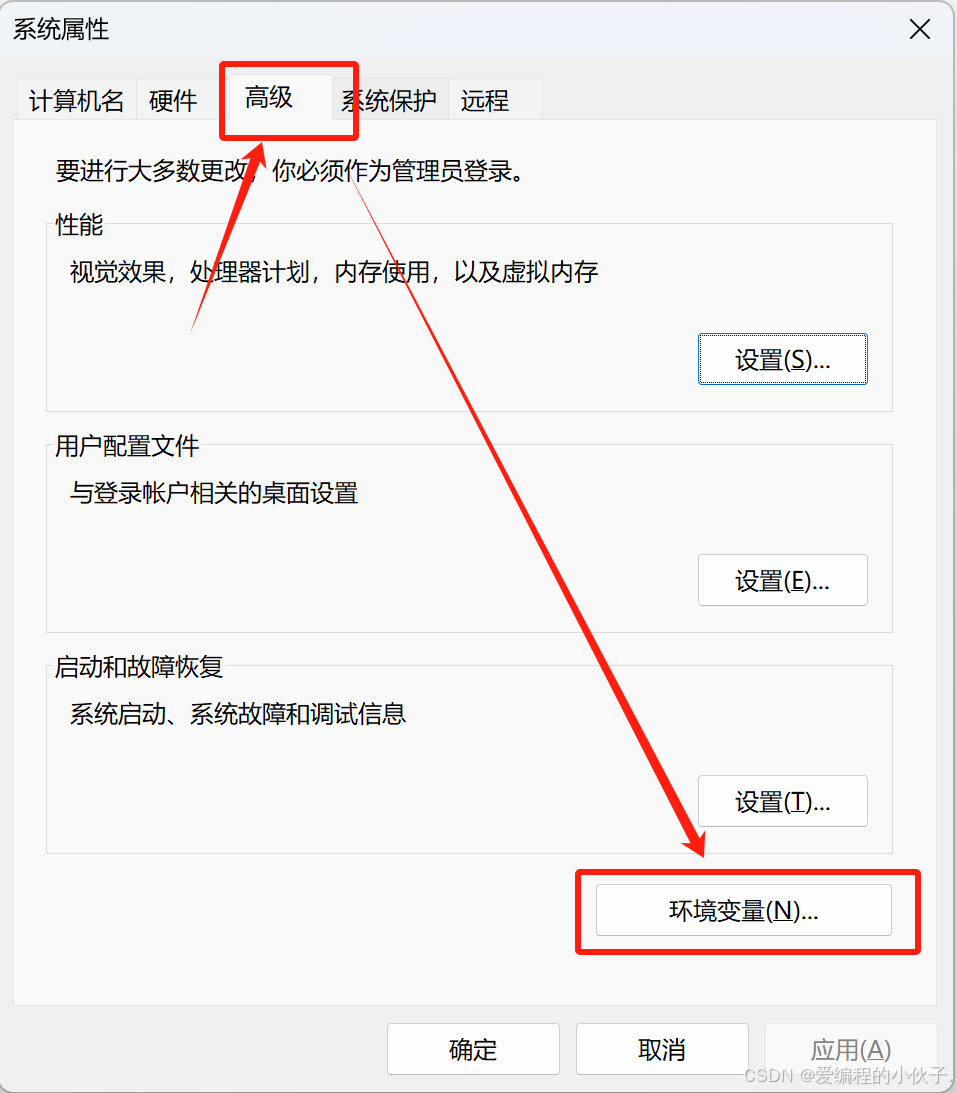 系统属性
计算机名 硬件 高级 系统保护 远程
要进行大多数更改，你必须作为管理员登录。
性能
视觉效果，处理器计划，内存使用，以及虚拟内存
设置(S)...
用户配置文件
与登录帐户相关的桌面设置
设置(E)...
启动和故障恢复
系统启动、系统故障和调试信息
设置(T)...
环境变量(N)...
确定 取消 应用(A)
CSDN @爱编程的小伙子.